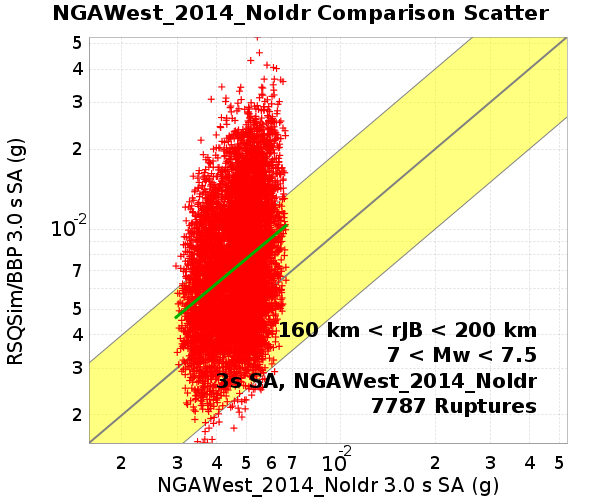 NGAWest_2014_NoIdr Comparison Scatter
5
4
3
2
10-2
7
5
4
3
2
RSQSim/BBP 3.0 s SA (g)
160 km < rJB < 200 km
7 < Mw < 7.5
3s SA, NGAWest_2014_NoIdr
7787 Ruptures
2 3 4 5 6 7 10-2 2 3 4 5
NGAWest_2014_NoIdr 3.0 s SA (g)